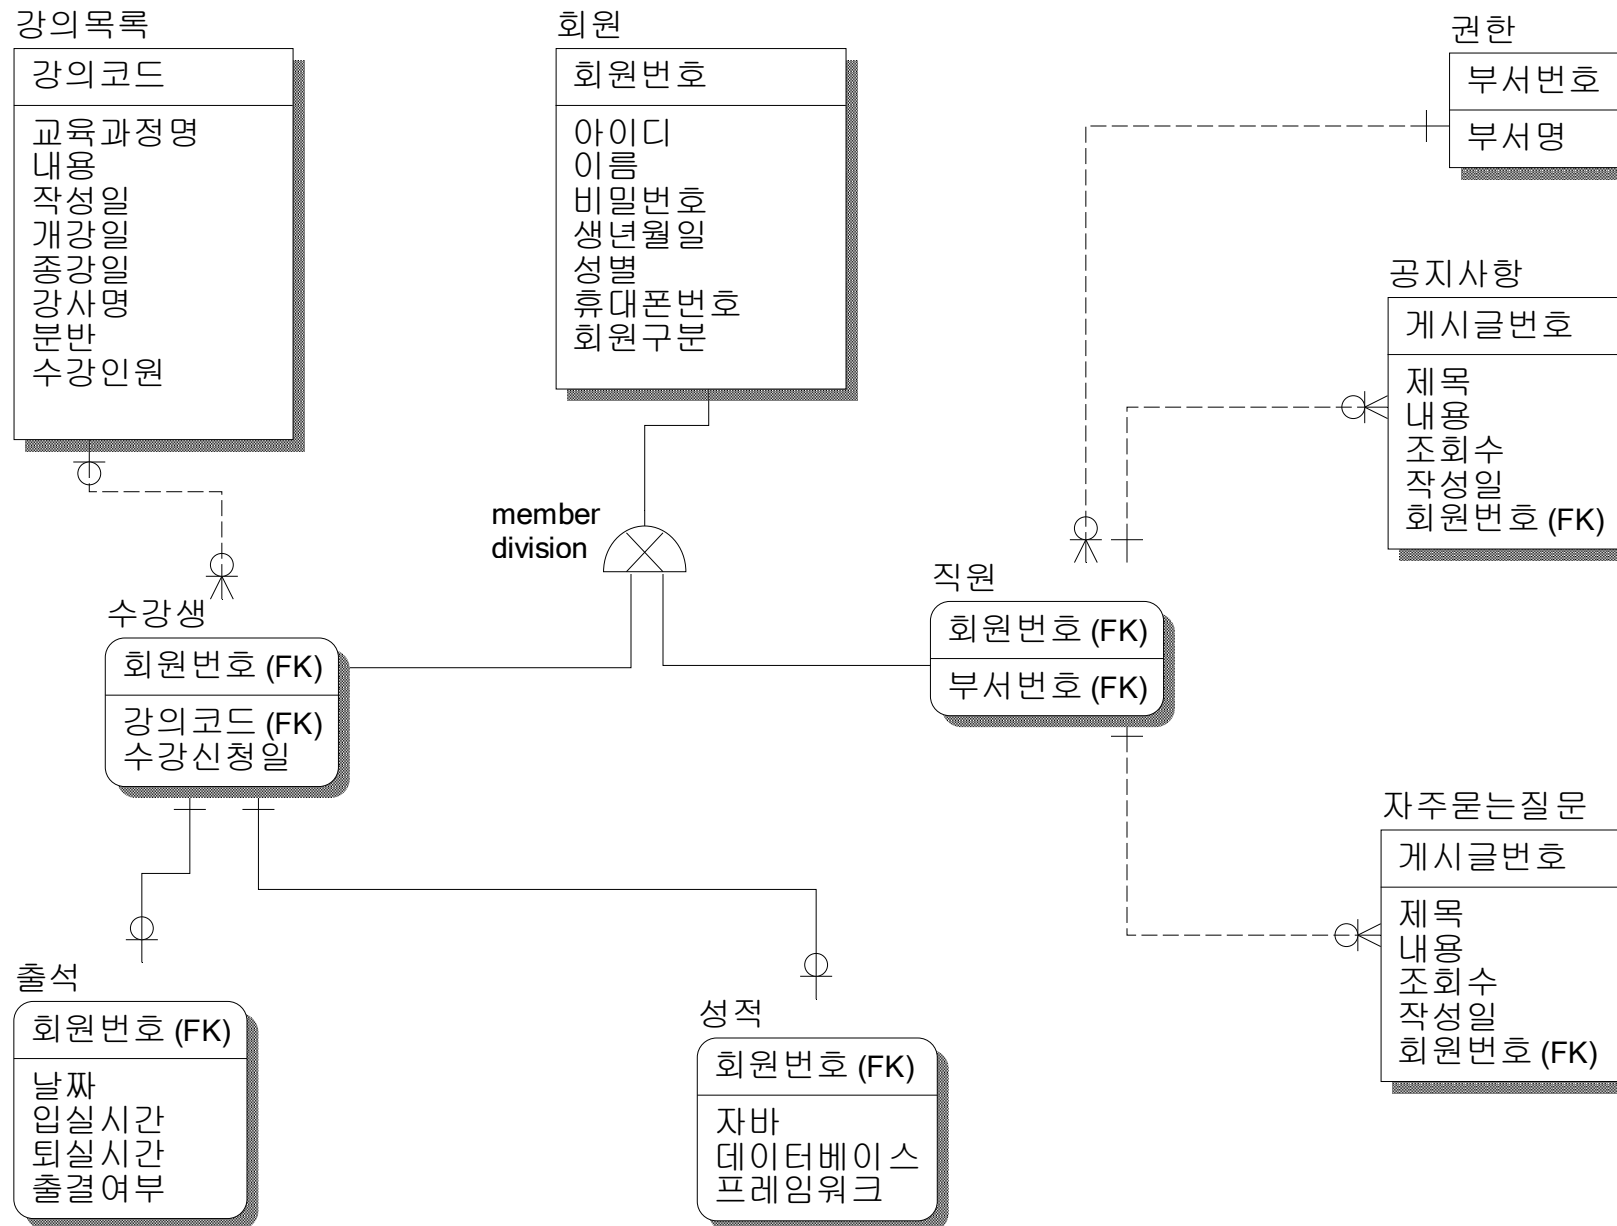 강의목록
강의코드
교육과정명
내용
작성일
개강일
종강일
강사명
분반
수강인원
회원
회원번호
아이디
이름
비밀번호
생년월일
성별
휴대폰번호
회원구분
권한
부서번호
부서명
공지사항
게시글번호
제목
내용
조회수
작성일
회원번호 (FK)
member
division
수강생
회원번호 (FK)
강의코드 (FK)
수강신청일
직원
회원번호 (FK)
부서번호 (FK)
자주묻는질문
게시글번호
제목
내용
조회수
작성일
회원번호 (FK)
출석
회원번호 (FK)
날짜
입실시간
퇴실시간
출결여부
성적
회원번호 (FK)
자바
데이터베이스
프레임워크